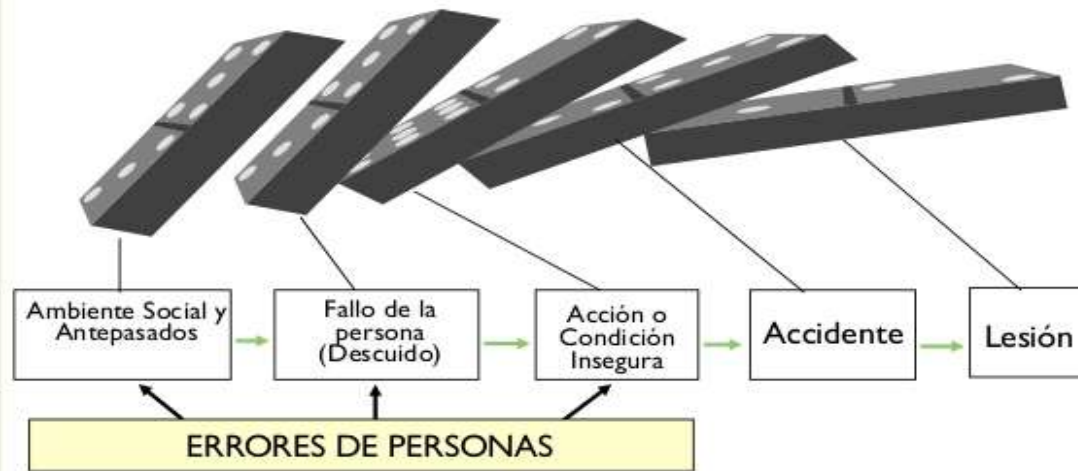 Ambiente Social y
Antepasados
Fallo de la
persona
(Descuido)
Acción o
Condición
Insegura
Accidente
Lesión
ERRORES DE PERSONAS